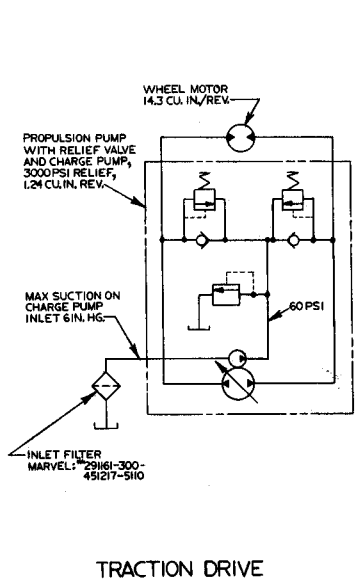 WHEEL MOTOR
14.3 CU. IN./REV.
PROPULSION PUMP
WITH RELIEF VALVE
AND CHARGE PUMP,
3000 PSI RELIEF,
1.24 CU.IN. REV.
MAX SUCTION ON
CHARGE PUMP
INLET 6 IN. HG.
60 PSI
INLET FILTER
MARVEL: #291161-300-
451217-5110
TRACTION DRIVE